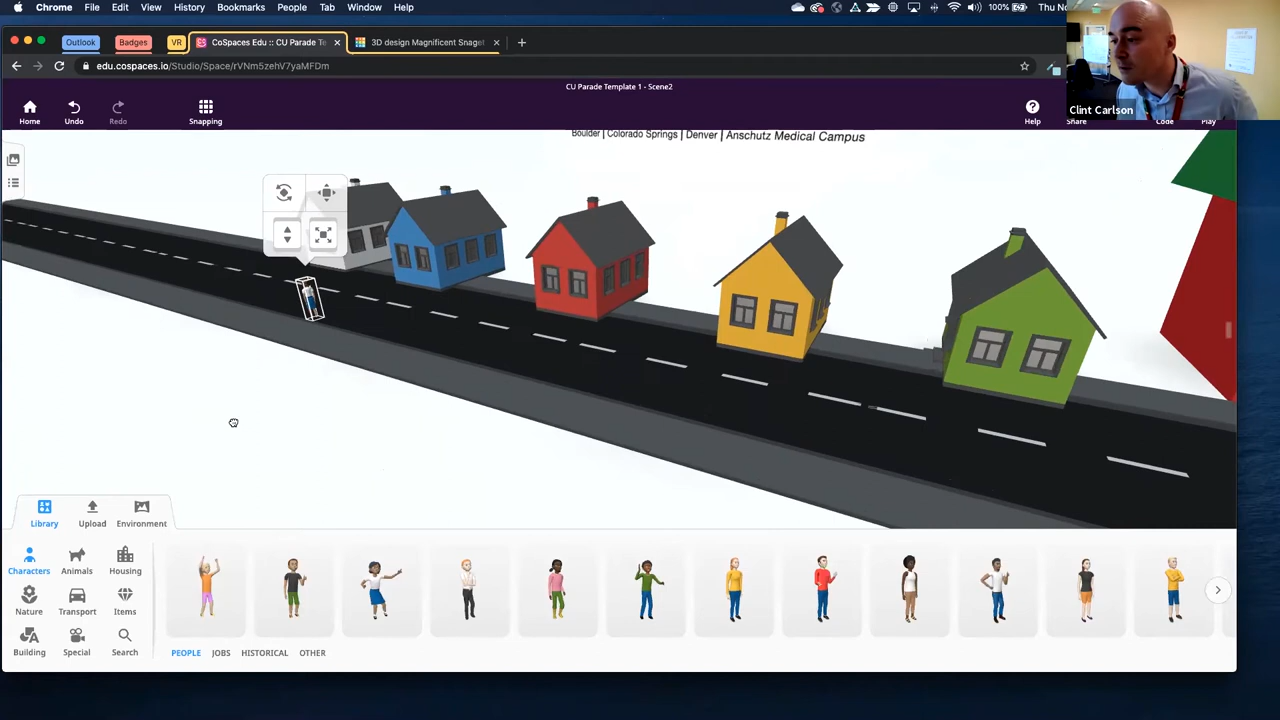 Chrome File Edit View History Bookmarks People Tab Window Help 100% Thu No
Outlook Badges VR CoSpaces Edu :: CU Parade Te 3D design Magnificent Snaget
edu.cospaces.io/Studio/Space/rVNm5zehV7yaMFDm
CU Parade Template 1 - Scene2
Home Undo Redo Snapping Help Share Code Play
Clint Carlson
Boulder | Colorado Springs | Denver | Anschutz Medical Campus
Library Upload Environment
Characters Animals Housing
Nature Transport Items
Building Special Search
PEOPLE JOBS HISTORICAL OTHER